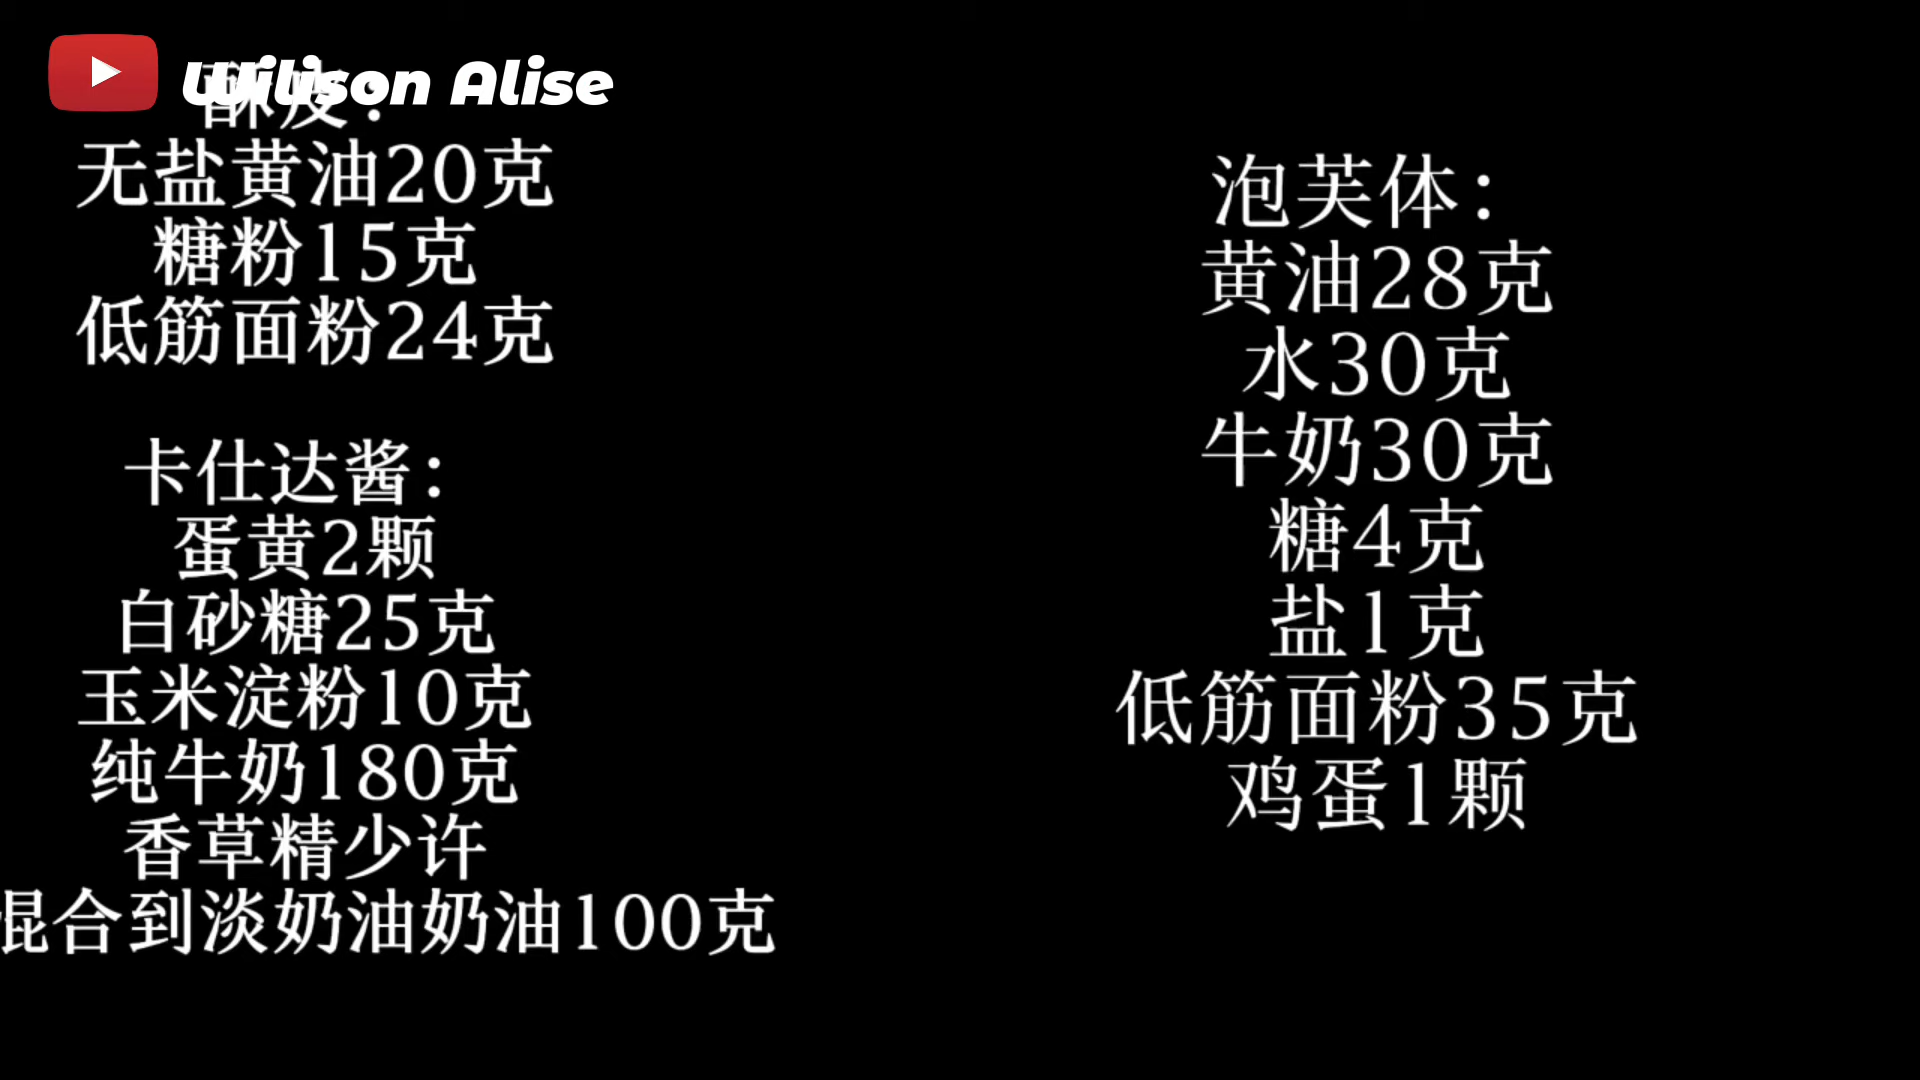 Wilison Alise
酥皮：
无盐黄油20克
糖粉15克
低筋面粉24克
卡仕达酱：
蛋黄2颗
白砂糖25克
玉米淀粉10克
纯牛奶180克
香草精少许
混合到淡奶油奶油100克
泡芙体：
黄油28克
水30克
牛奶30克
糖4克
盐1克
低筋面粉35克
鸡蛋1颗